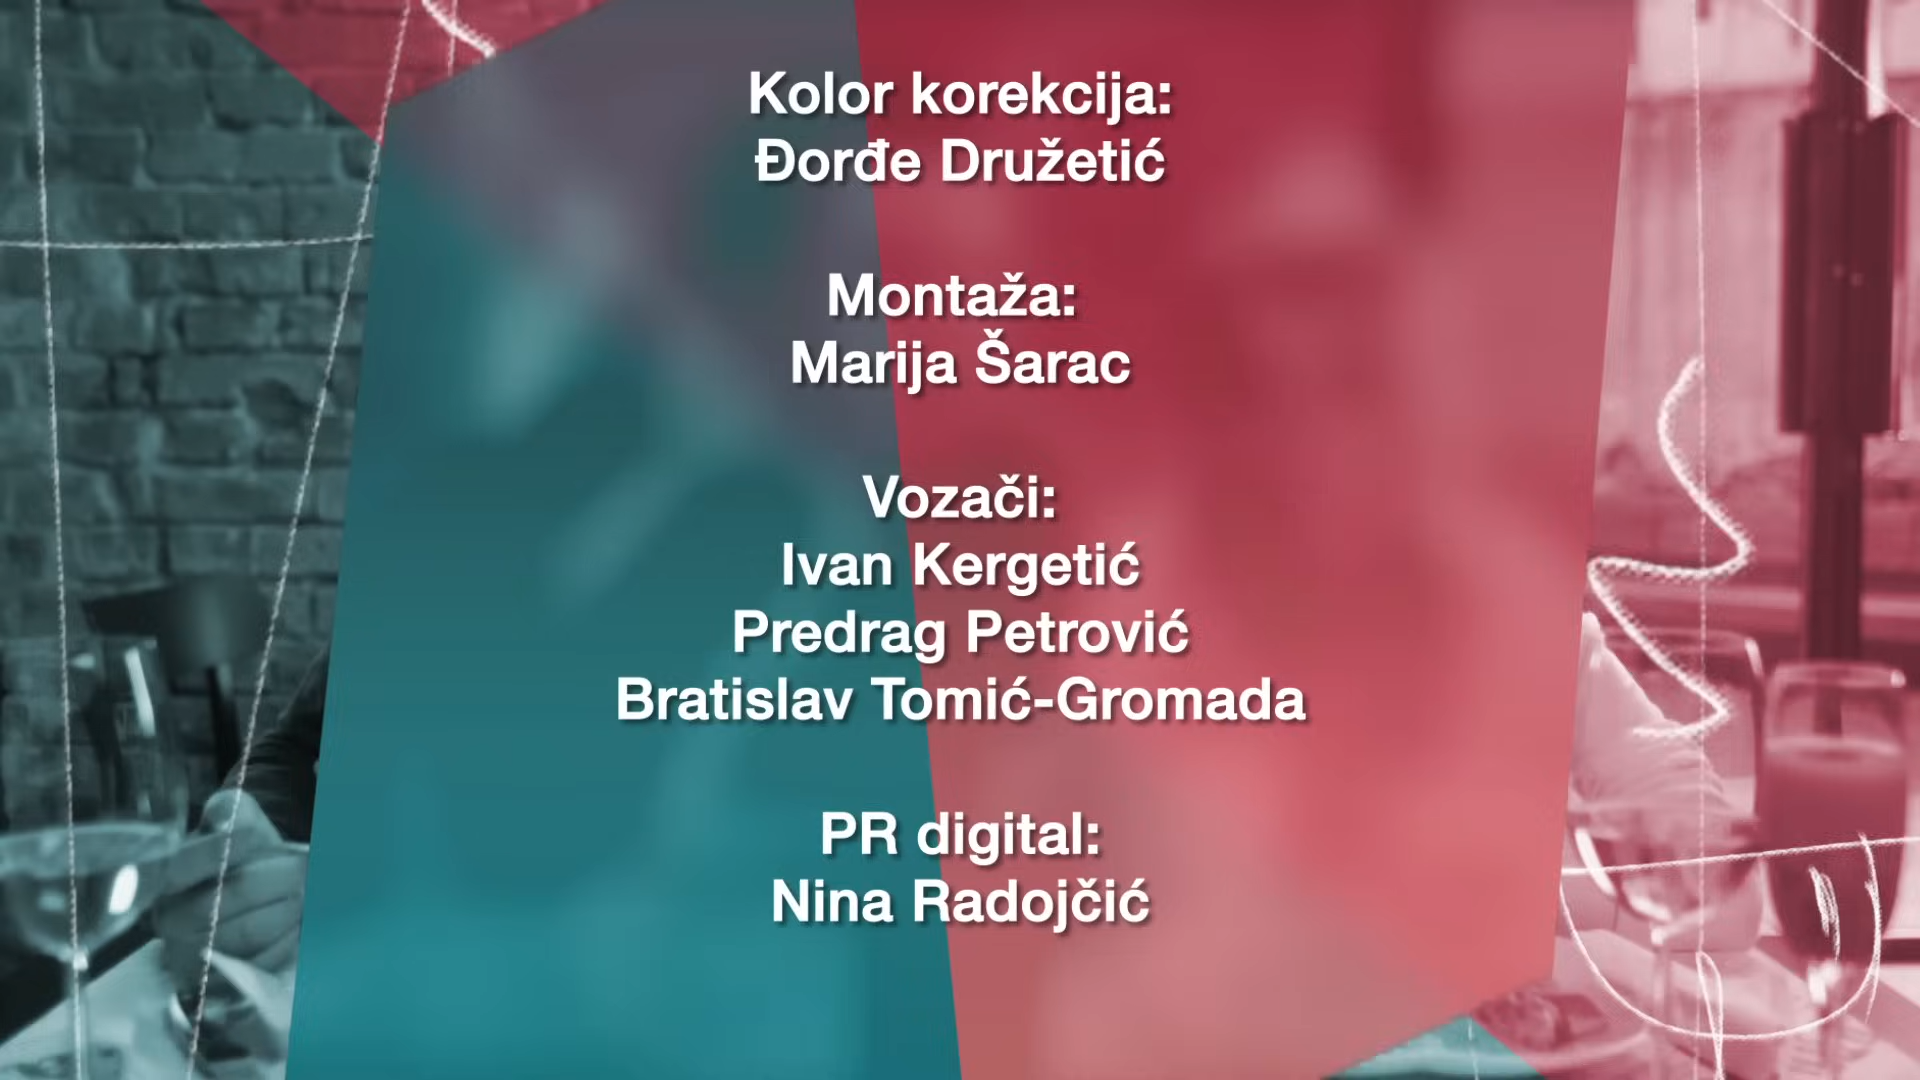 Kolor korekcija:
Đorđe Družetić
Montaža:
Marija Šarac
Vozači:
Ivan Kergetić
Predrag Petrović
Bratislav Tomić-Gromada
PR digital:
Nina Radojčić